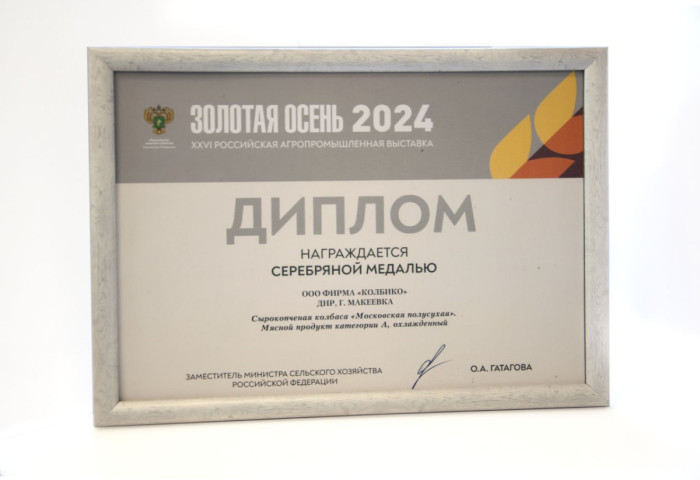 ЗОЛОТАЯ ОСЕНЬ 2024
XXVI РОССИЙСКАЯ АГРОПРОМЫШЛЕННАЯ ВЫСТАВКА
ДИПЛОМ
НАГРАЖДАЕТСЯ
СЕРЕБРЯНОЙ МЕДАЛЬЮ
ООО ФИРМА «КОЛБИКО»
ДНР, Г. МАКЕЕВКА
Сырокопченая колбаса «Московская полусухая».
Мясной продукт категории А, охлажденный
ЗАМЕСТИТЕЛЬ МИНИСТРА СЕЛЬСКОГО ХОЗЯЙСТВА
РОССИЙСКОЙ ФЕДЕРАЦИИ
О.А. ГАТАГОВА